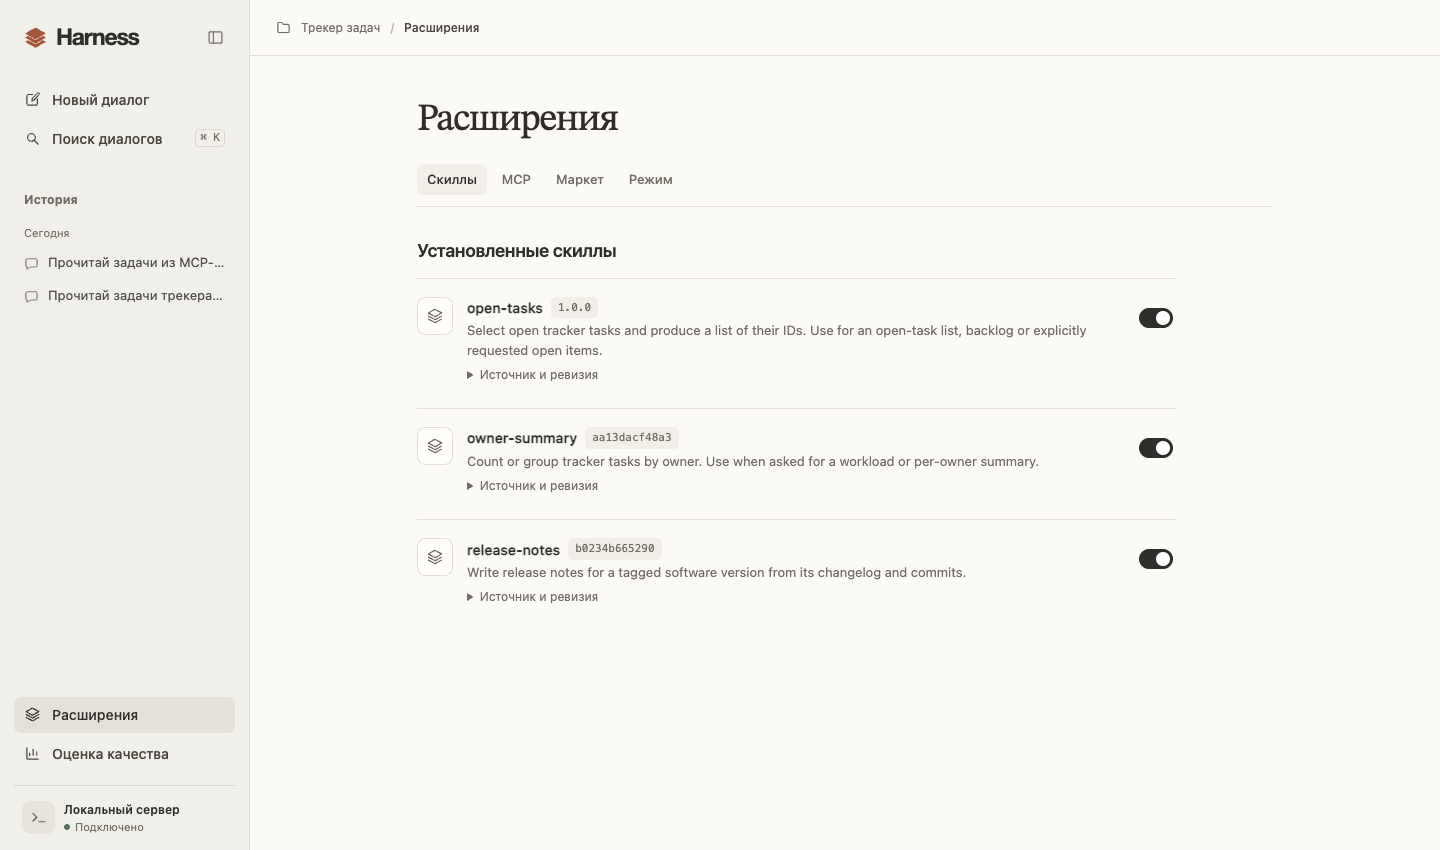 Harness
Новый диалог
Поиск диалогов
⌘ K
История
Сегодня
Прочитай задачи из MCP-...
Прочитай задачи трекера...
Расширения
Оценка качества
Локальный сервер
Подключено
Трекер задач / Расширения
Расширения
Скиллы
MCP
Маркет
Режим
Установленные скиллы
open-tasks 1.0.0
Select open tracker tasks and produce a list of their IDs. Use for an open-task list, backlog or explicitly
requested open items.
Источник и ревизия
owner-summary aa13dacf48a3
Count or group tracker tasks by owner. Use when asked for a workload or per-owner summary.
Источник и ревизия
release-notes b0234b665290
Write release notes for a tagged software version from its changelog and commits.
Источник и ревизия